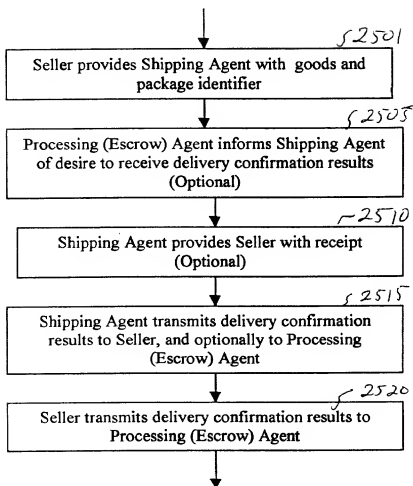 2501
Seller provides Shipping Agent with goods and
package identifier
2505
Processing (Escrow) Agent informs Shipping Agent
of desire to receive delivery confirmation results
(Optional)
2510
Shipping Agent provides Seller with receipt
(Optional)
2515
Shipping Agent transmits delivery confirmation
results to Seller, and optionally to Processing
(Escrow) Agent
2520
Seller transmits delivery confirmation results to
Processing (Escrow) Agent